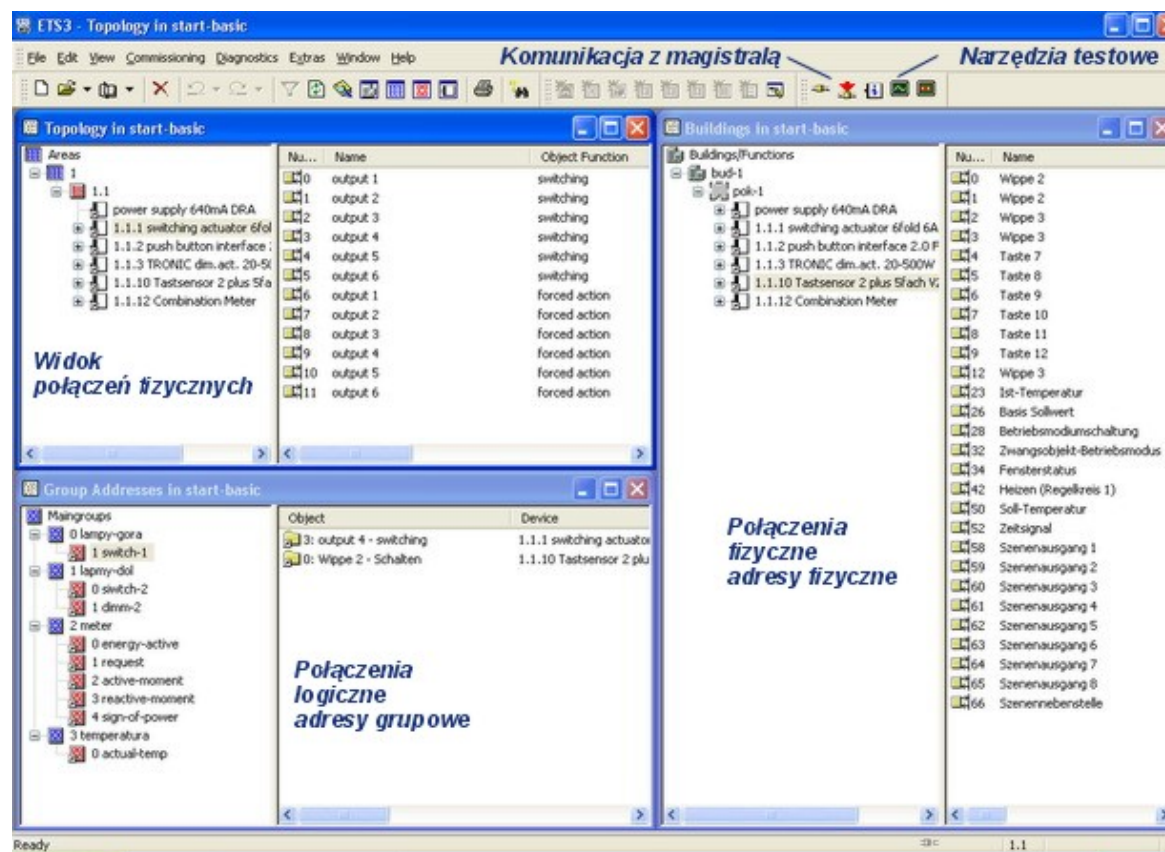 ETS3 - Topology in start-basic
File Edit View Commissioning Diagnostics Extras Window Help
Komunikacja z magistralą
Narzędzia testowe
Topology in start-basic
Areas
1
1.1
power supply 640mA DRA
1.1.1 switching actuator 6fol
1.1.2 push button interface
1.1.3 TRONIC dim.act. 20-50
1.1.10 Tastsensor 2 plus 5fa
1.1.12 Combination Meter
Widok
połączeń fizycznych
Nu... Name Object Function
0 output 1 switching
1 output 2 switching
2 output 3 switching
3 output 4 switching
4 output 5 switching
5 output 6 switching
6 output 1 forced action
7 output 2 forced action
8 output 3 forced action
9 output 4 forced action
10 output 5 forced action
11 output 6 forced action
Group Addresses in start-basic
Maingroups
0 lampy-gora
1 switch-1
1 lapmy-dol
0 switch-2
1 dimm-2
2 meter
0 energy-active
1 request
2 active-moment
3 reactive-moment
4 sign-of-power
3 temperatura
0 actual-temp
Object Device
3: output 4 - switching 1.1.1 switching actuato
0: Wippe 2 - Schalten 1.1.10 Tastsensor 2 plu
Połączenia
logiczne
adresy grupowe
Buildings in start-basic
Buildings/Functions
bud-1
pok-1
power supply 640mA DRA
1.1.1 switching actuator 6fold 6A
1.1.2 push button interface 2.0 F
1.1.3 TRONIC dim.act. 20-500W
1.1.10 Tastsensor 2 plus 5fach V.
1.1.12 Combination Meter
Połączenia
fizyczne
adresy fizyczne
Nu... Name
0 Wippe 2
1 Wippe 2
2 Wippe 3
3 Wippe 3
4 Taste 7
5 Taste 8
6 Taste 9
7 Taste 10
8 Taste 11
9 Taste 12
12 Wippe 3
23 Ist-Temperatur
26 Basis Sollwert
28 Betriebsmodiumschaltung
32 Zwangsobjekt-Betriebsmodus
34 Fensterstatus
42 Heizen (Regelkreis 1)
50 Soll-Temperatur
52 Zeitsignal
58 Szenenausgang 1
59 Szenenausgang 2
60 Szenenausgang 3
61 Szenenausgang 4
62 Szenenausgang 5
63 Szenenausgang 6
64 Szenenausgang 7
65 Szenenausgang 8
66 Szenennebenstelle
Ready 1.1